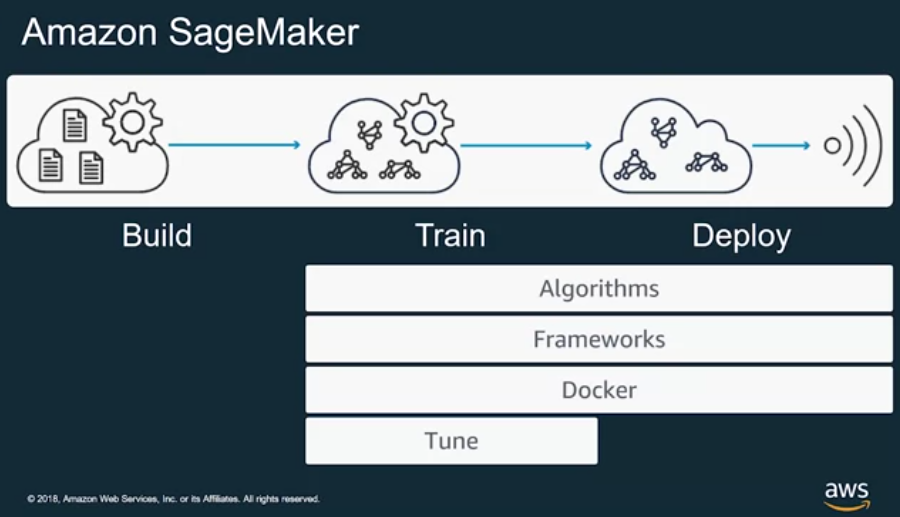 Amazon SageMaker
Build
Train
Deploy
Algorithms
Frameworks
Docker
Tune
© 2018, Amazon Web Services, Inc. or its Affiliates. All rights reserved.
aws